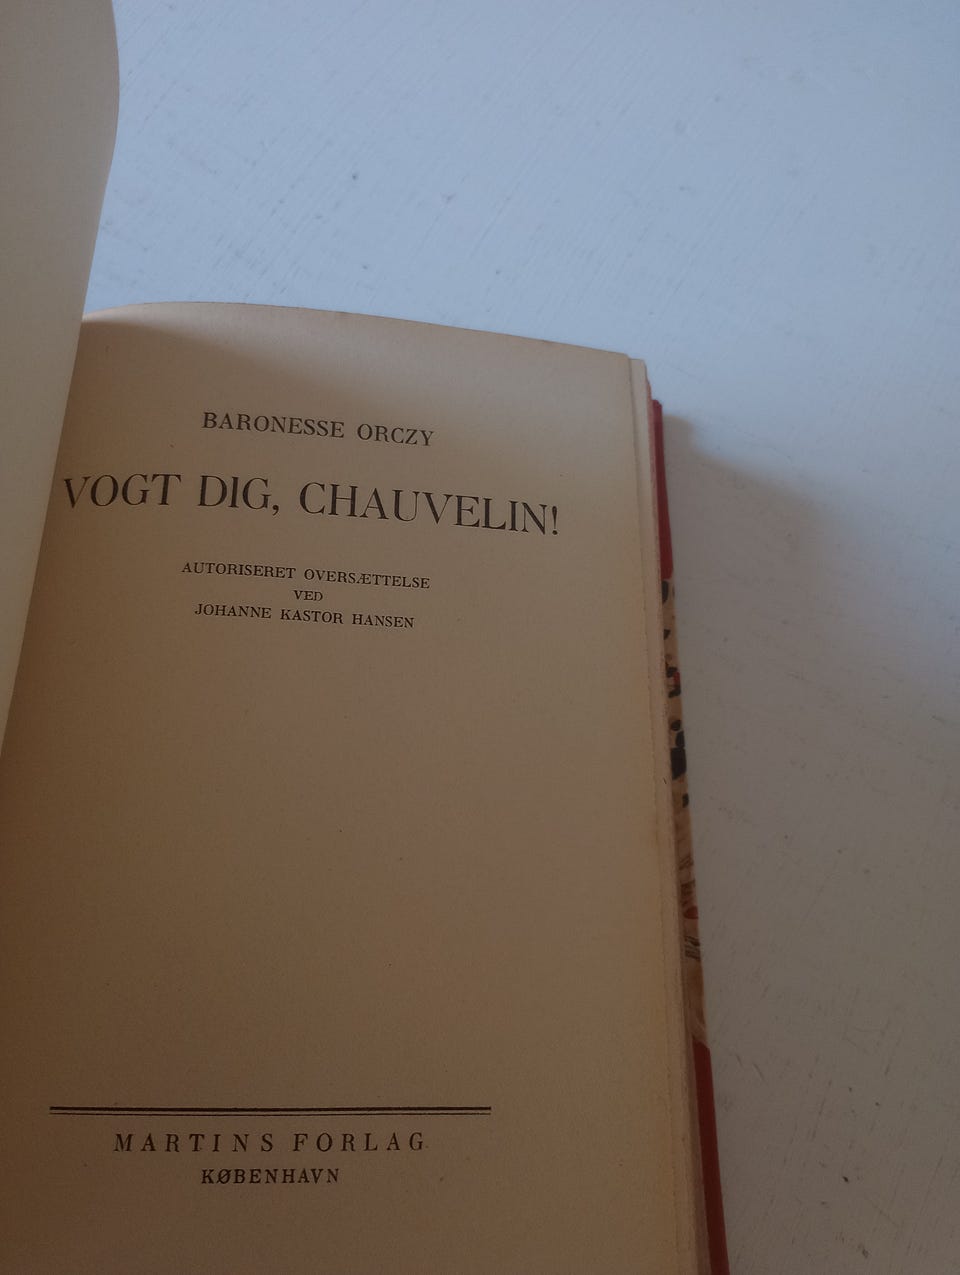 BARONESSE ORCZY
VOGT DIG, CHAUVELIN!
AUTORISERET OVERSÆTTELSE
VED
JOHANNE KASTOR HANSEN
MARTINS FORLAG
KØBENHAVN